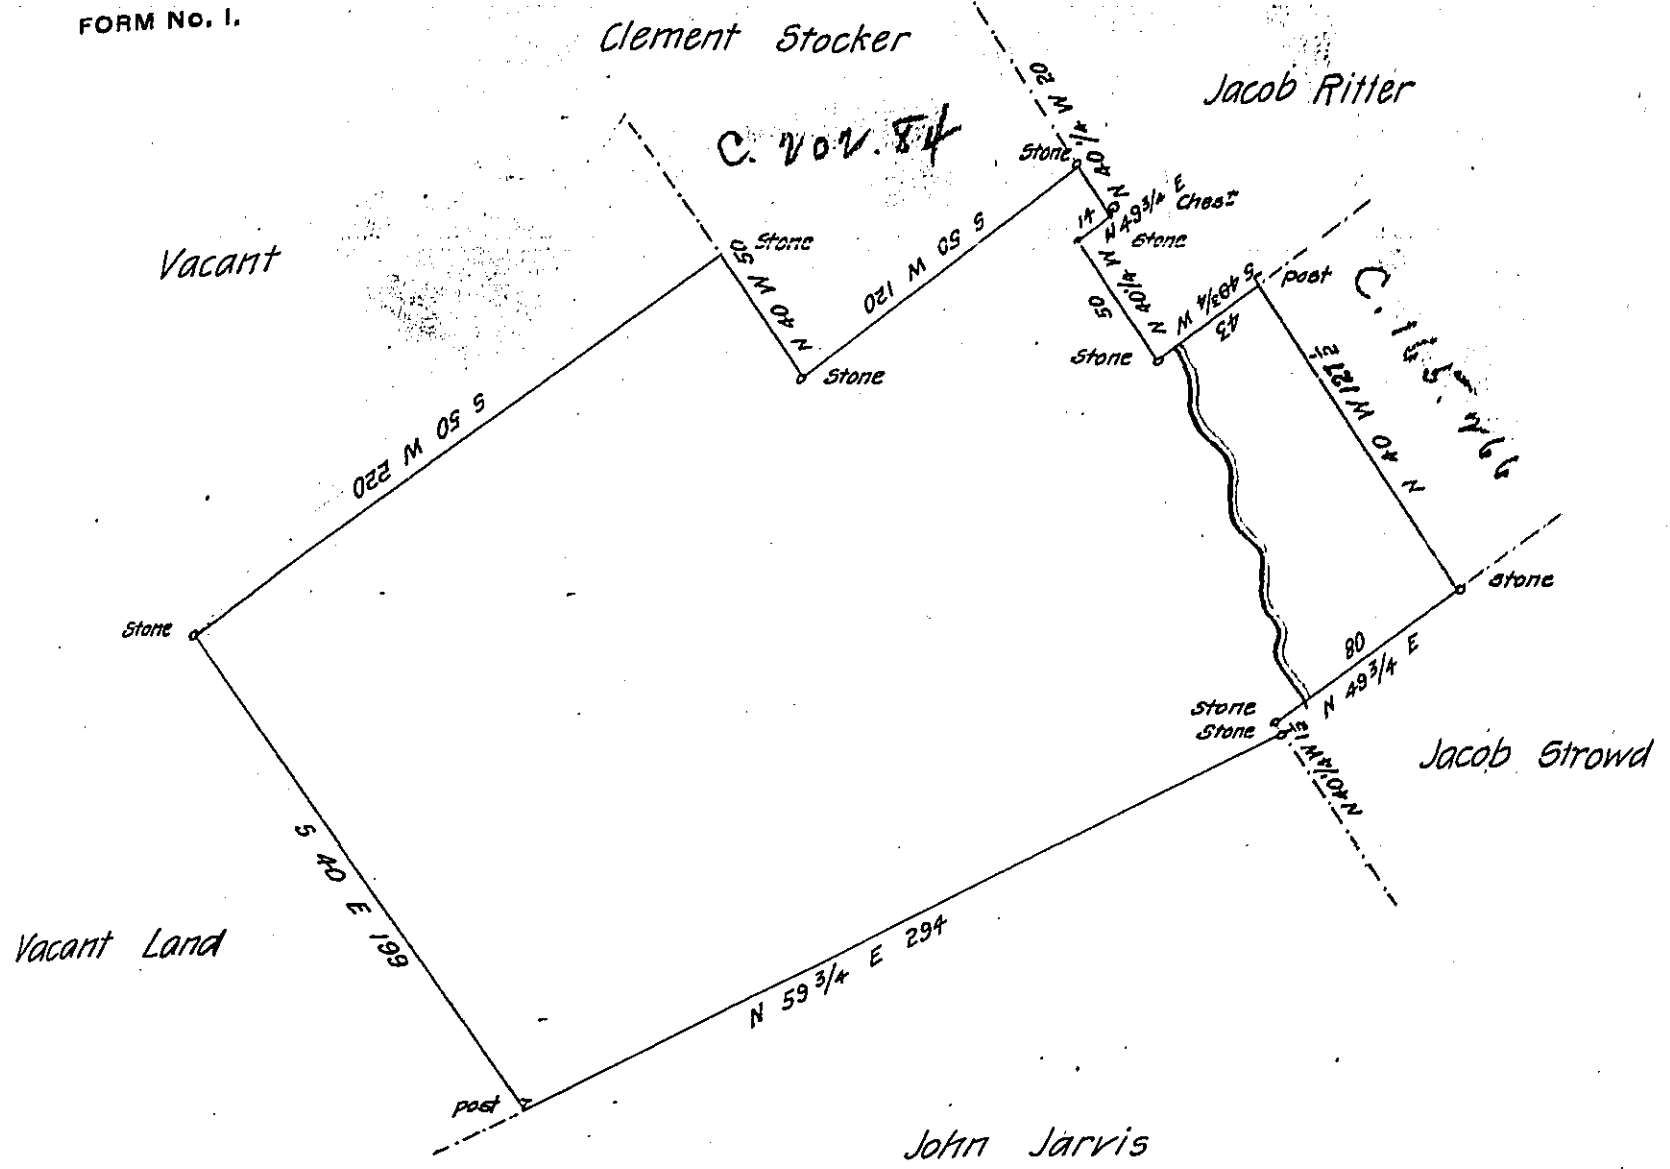 FORM No. 1.
Clement Stocker
Jacob Ritter
Vacant
Stone
N 40 1/4 W 20
14
N 49 3/4 E
Chest
Stone
N 40 1/4 W
50
S 49 3/4 W
43
post
Stone
N 40 W 50
Stone
S 50 W 120
Stone
S 50 W 220
N 40 W 127
Stone
Stone
80
N 49 3/4 E
Stone
Stone
N 40 1/4 W
Jacob Strowd
S 40 E 199
Vacant Land
N 59 3/4 E 294
post
John Jarvis